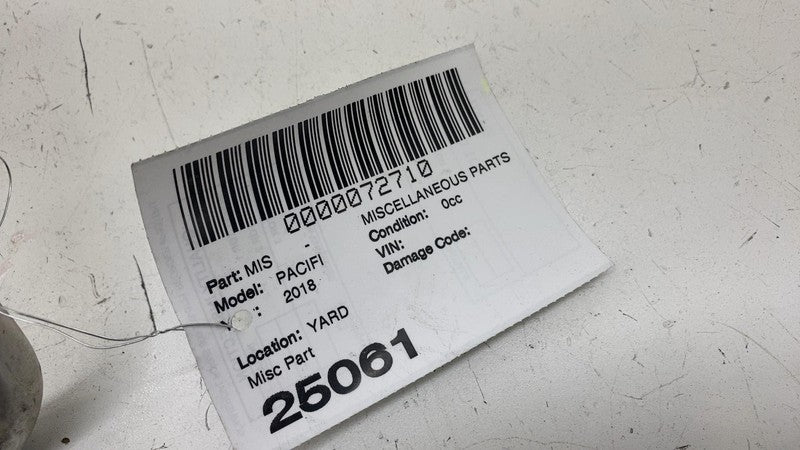 0000072710
Part: MIS - MISCELLANEOUS PARTS
Model: PACIFI Condition: 0cc
: 2018 VIN:
Damage Code:
Location: YARD
Misc Part
25061